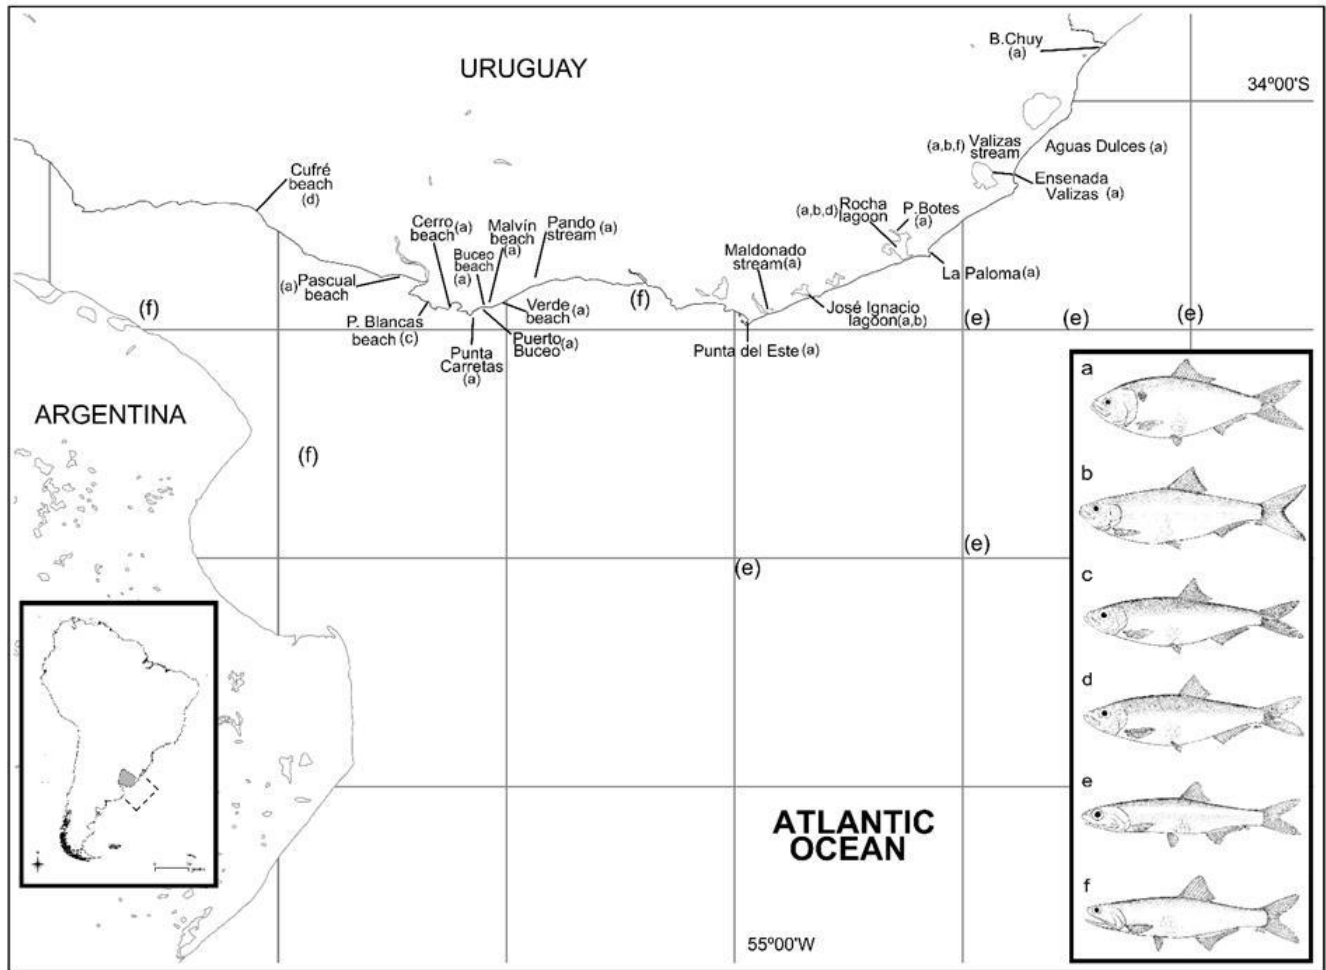 B.Chuy
(a)
URUGUAY
34º00'S
(a,b,f) Valizas
stream
Aguas Dulces (a)
Ensenada
Valizas (a)
Cufré
beach
(d)
Rocha
(a,b,d) lagoon
P.Botes
(a)
Cerro (a)
beach
Malvín
beach
(a)
Pando (a)
stream
Buceo
beach
(a)
Maldonado
stream (a)
La Paloma (a)
(a) Pascual
beach
(f)
(f)
José Ignacio
lagoon (a,b)
(e)
(e)
(e)
Verde (a)
beach
P. Blancas
beach (c)
Puerto (a)
Buceo
Punta
Carretas
(a)
Punta del Este (a)
ARGENTINA
(f)
(e)
(e)
a
b
c
d
e
f
ATLANTIC
OCEAN
55º00'W